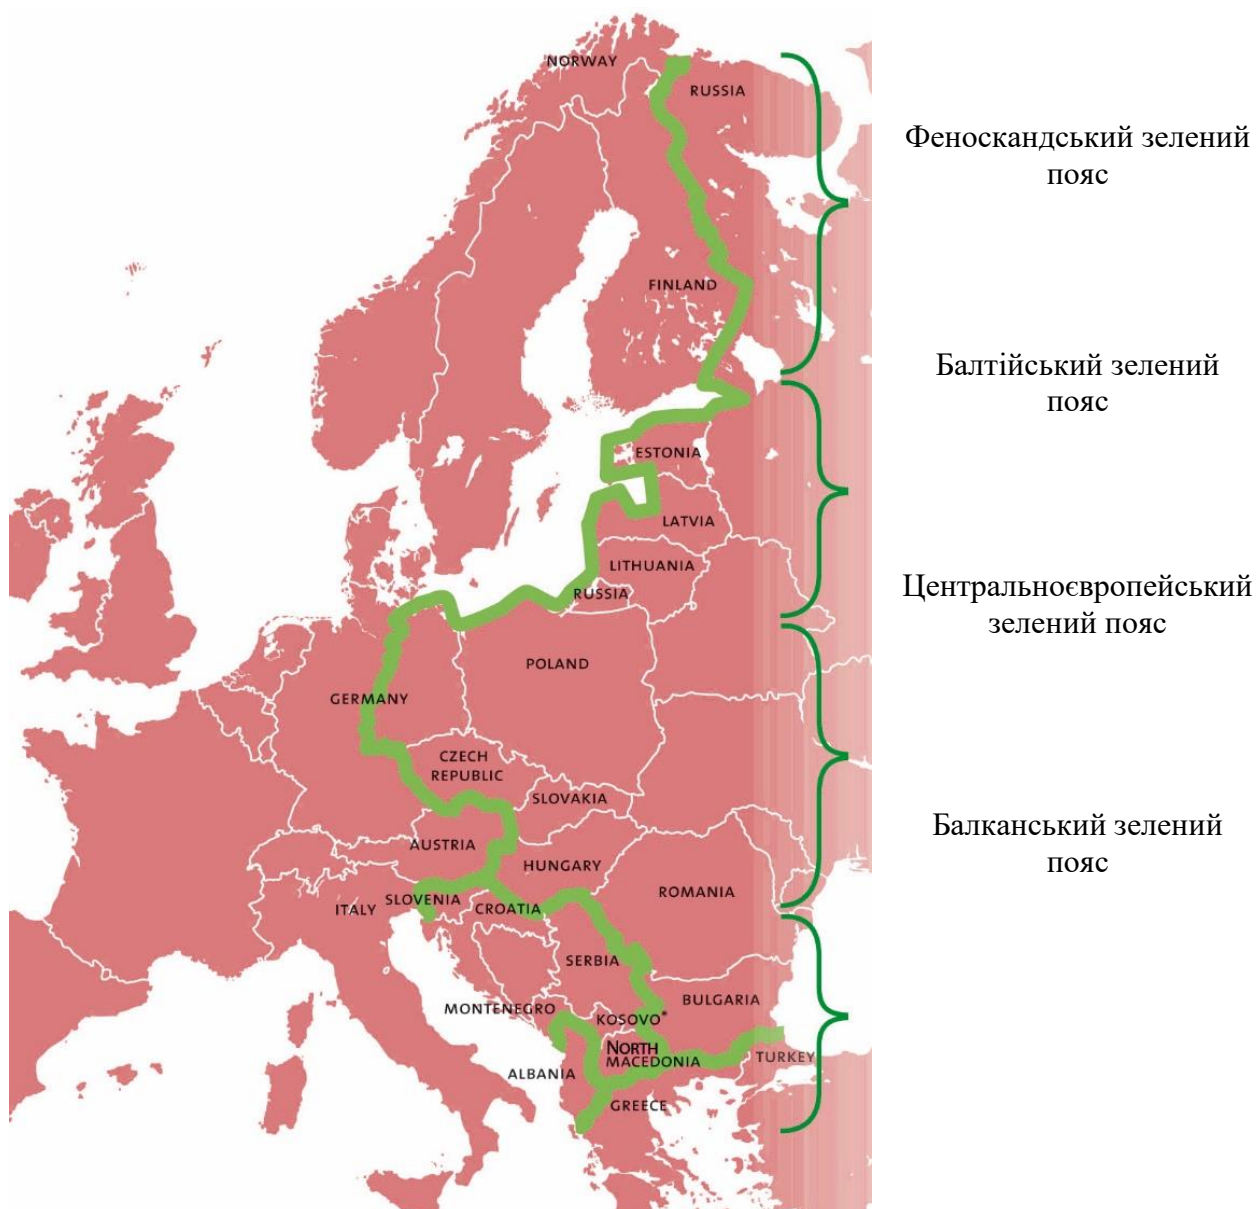 NORWAY
RUSSIA
Феноскандський зелений
пояс
FINLAND
Балтійський зелений
пояс
ESTONIA
LATVIA
LITHUANIA
RUSSIA
Центральноєвропейський
зелений пояс
POLAND
GERMANY
CZECH
REPUBLIC
SLOVAKIA
AUSTRIA
HUNGARY
Балканський зелений
пояс
ROMANIA
SLOVENIA
ITALY
CROATIA
SERBIA
BULGARIA
MONTENEGRO
KOSOVO*
NORTH
MACEDONIA
TURKEY
ALBANIA
GREECE